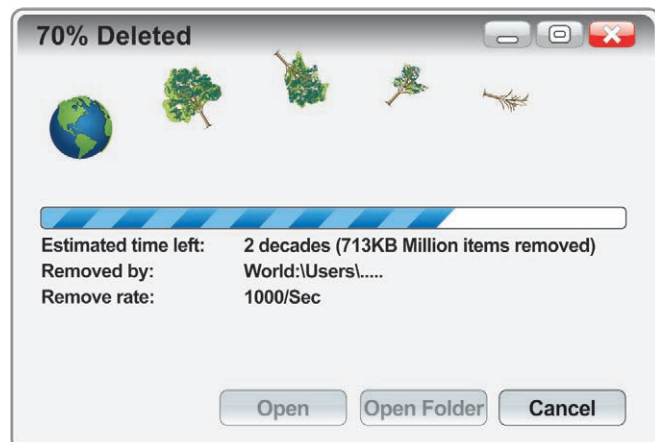 70% Deleted
Estimated time left: 2 decades (713KB Million items removed)
Removed by: World:\Users\.....
Remove rate: 1000/Sec
Open Open Folder Cancel